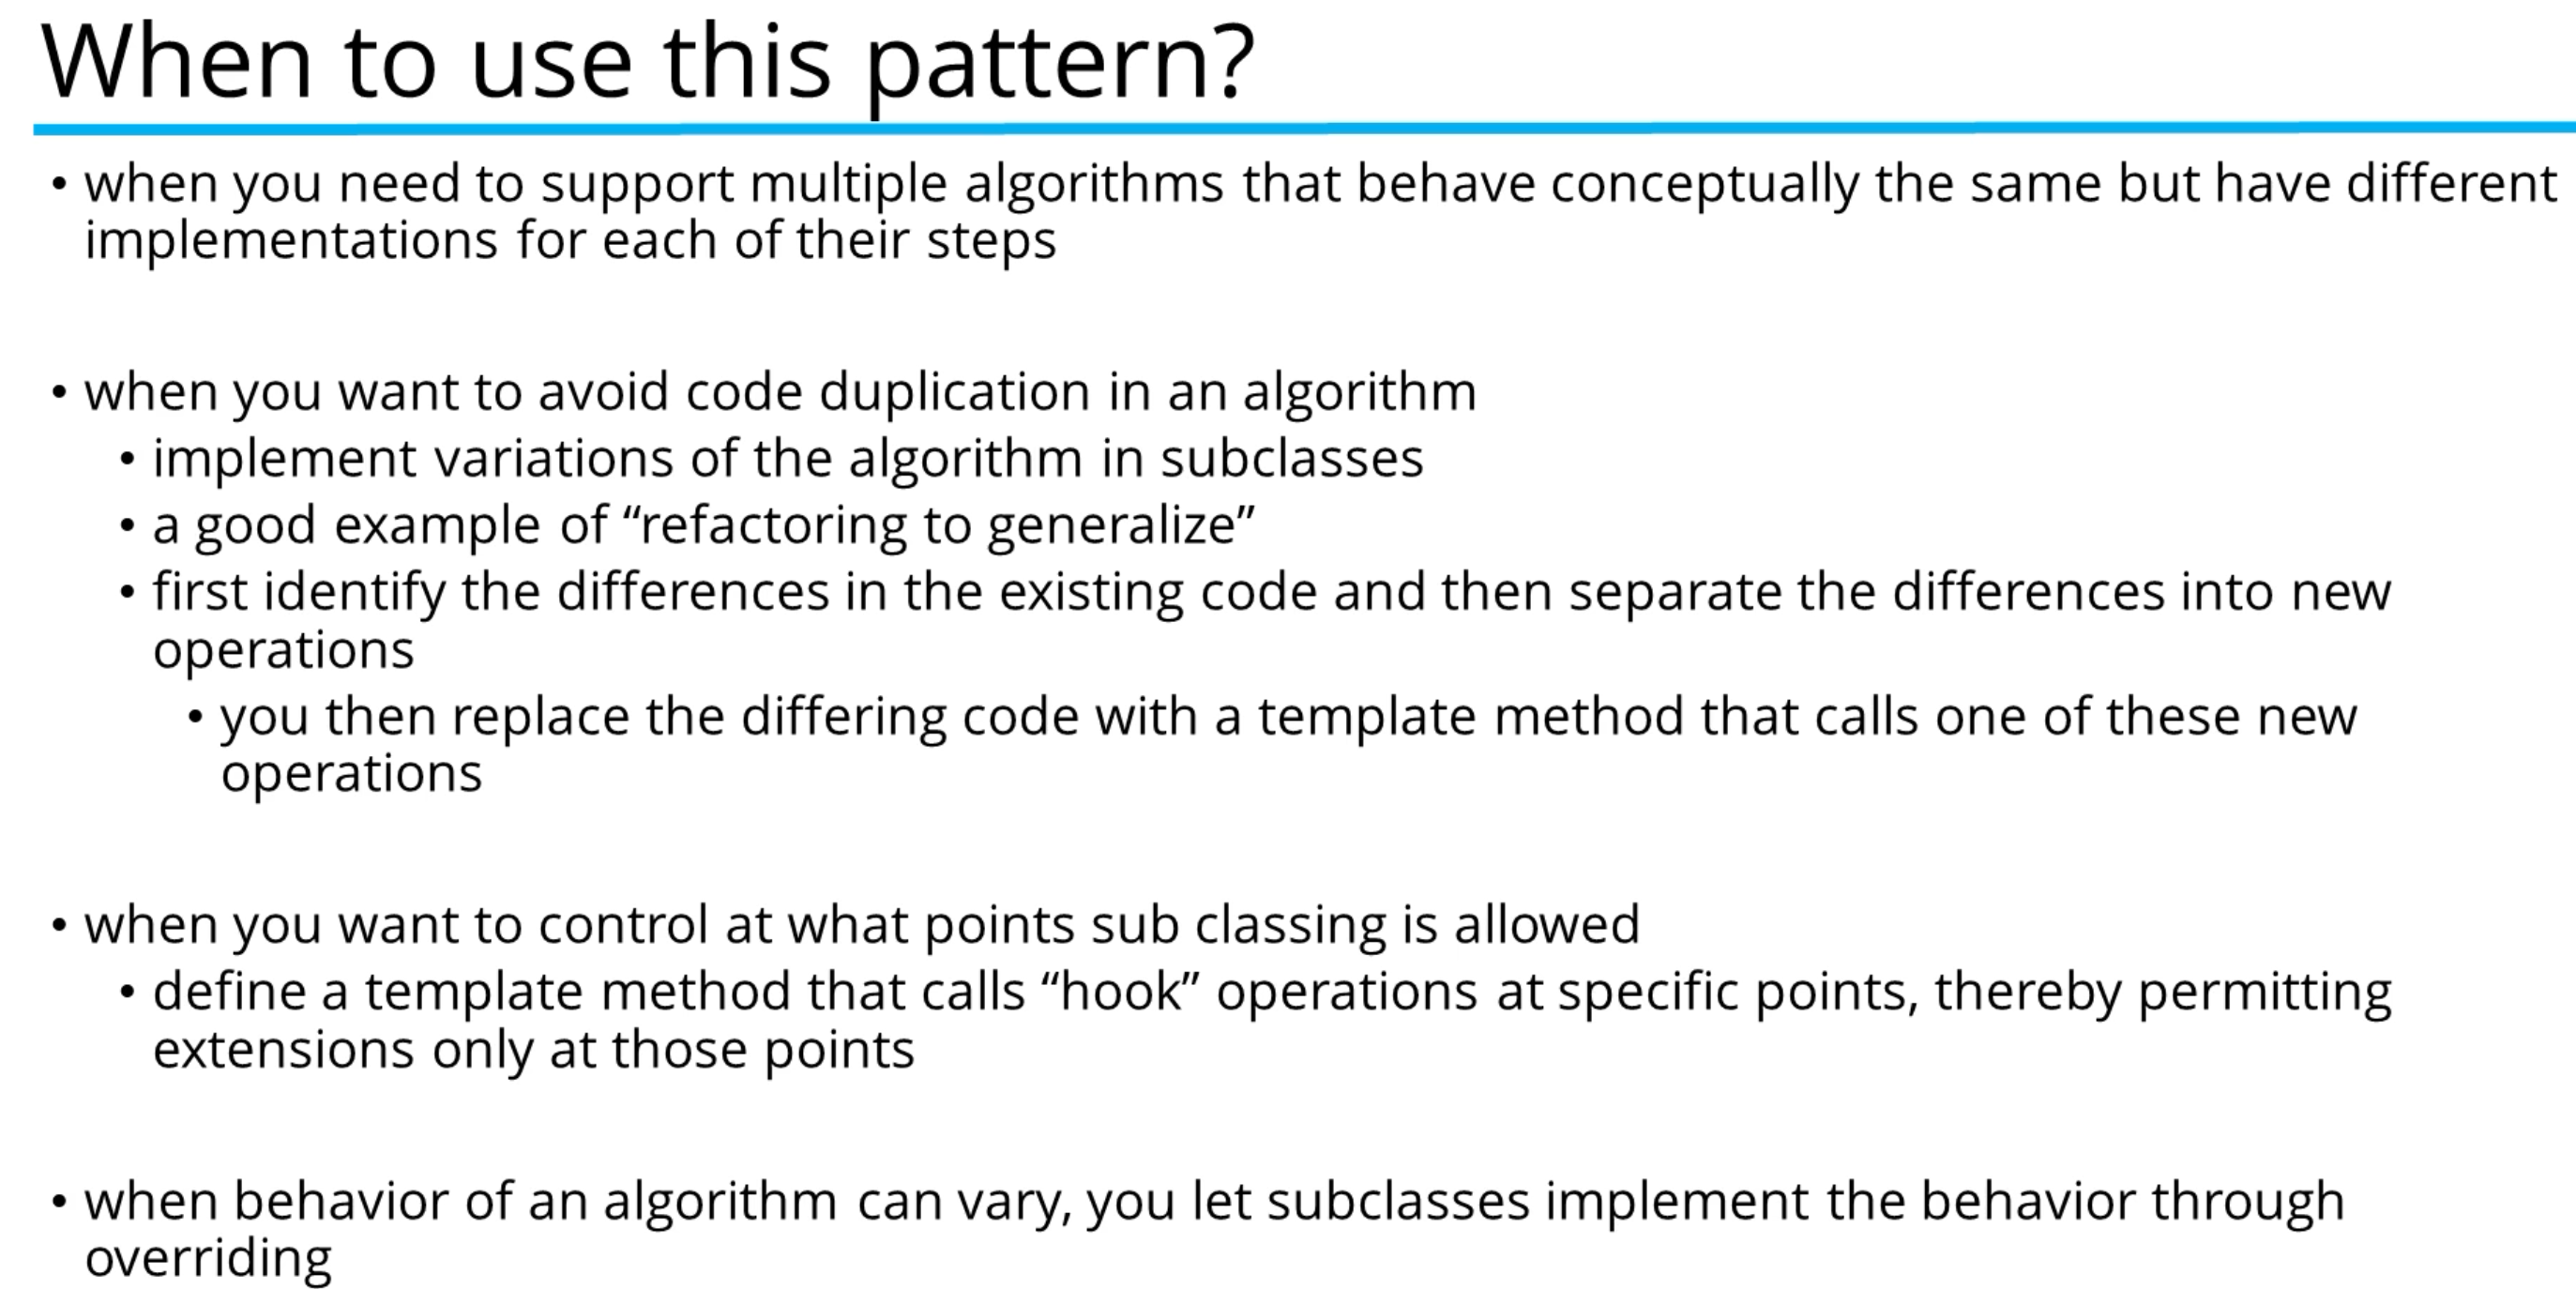 When to use this pattern?
• when you need to support multiple algorithms that behave conceptually the same but have different
implementations for each of their steps
• when you want to avoid code duplication in an algorithm
• implement variations of the algorithm in subclasses
• a good example of “refactoring to generalize”
• first identify the differences in the existing code and then separate the differences into new
operations
• you then replace the differing code with a template method that calls one of these new
operations
• when you want to control at what points sub classing is allowed
• define a template method that calls “hook” operations at specific points, thereby permitting
extensions only at those points
• when behavior of an algorithm can vary, you let subclasses implement the behavior through
overriding